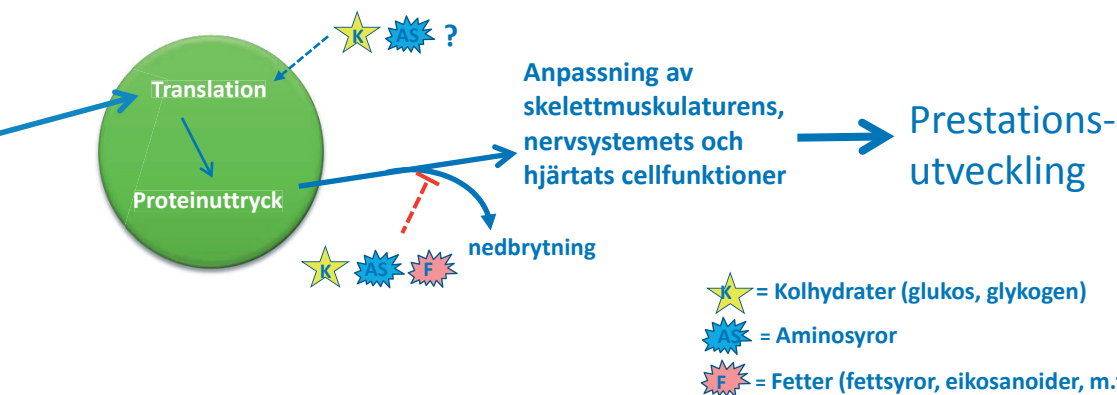 K AS ?
Translation
Proteinuttryck
Anpassning av
skelettmuskulaturens,
nervsystemets och
hjärtats cellfunktioner
Prestations-
utveckling
nedbrytning
K AS F
K = Kolhydrater (glukos, glykogen)
AS = Aminosyror
F = Fetter (fettsyror, eikosanoider,